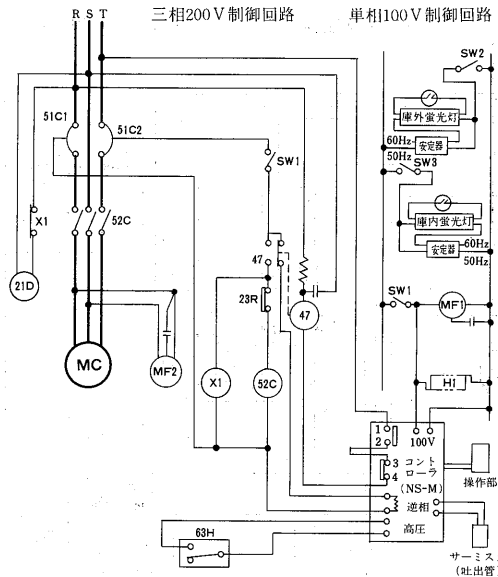 三相200V制御回路
単相100V制御回路
R S T
SW2
51C1
51C2
庫外蛍光灯
60Hz
安定器
50Hz
SW3
SW1
X1
52C
庫内蛍光灯
安定器
60Hz
50Hz
21D
47
23R
47
SW1
MF1
MC
MF2
X1
52C
H1
1
2
100V
3
4
コント
ローラ
(NS-M)
操作部
逆相
高圧
63H
サーミス
(吐出管)